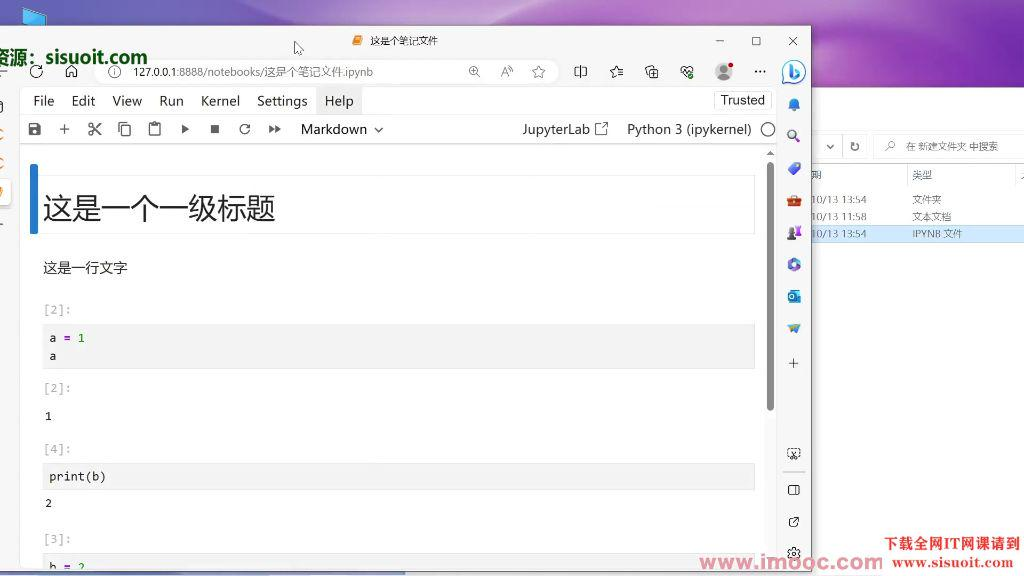 这是个笔记文件
资源：sisuoit.com
127.0.0.1:8888/notebooks/这是个笔记文件.ipynb
File Edit View Run Kernel Settings Help
Trusted
Markdown
JupyterLab
Python 3 (ipykernel)
在 新建文件夹 中搜索
期 类型
10/13 13:54 文件夹
10/13 11:58 文本文档
10/13 13:54 IPYNB 文件
这是一个一级标题
这是一行文字
[2]:
a = 1
a
[2]:
1
[4]:
print(b)
2
[3]:
b = 2
下载全网IT网课请到
www.imooc.com
www.sisuoit.com